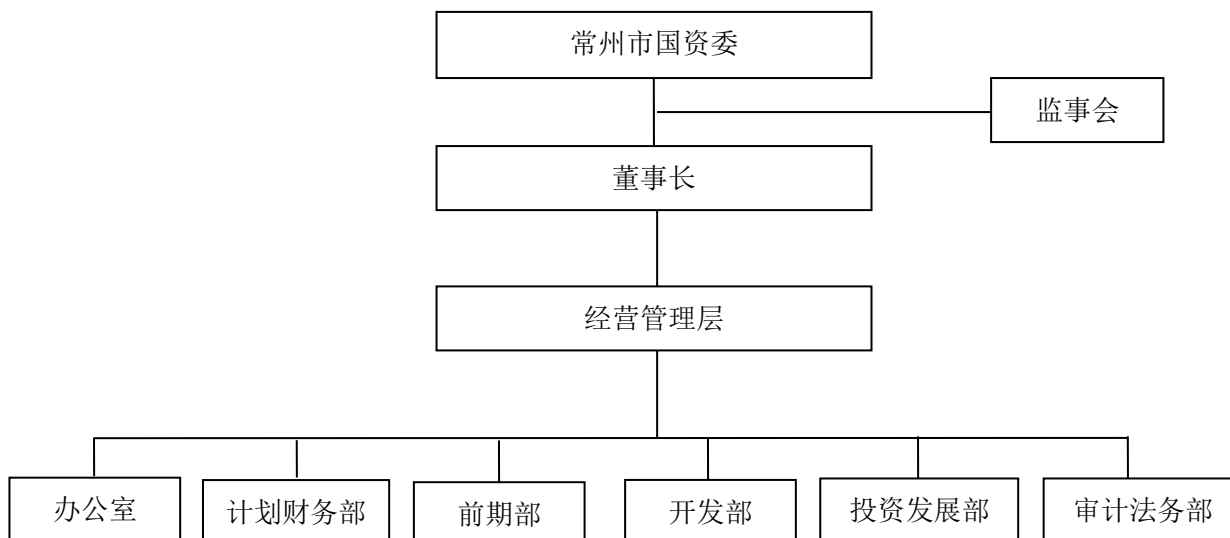 常州市国资委
监事会
董事长
经营管理层
办公室
计划财务部
前期部
开发部
投资发展部
审计法务部